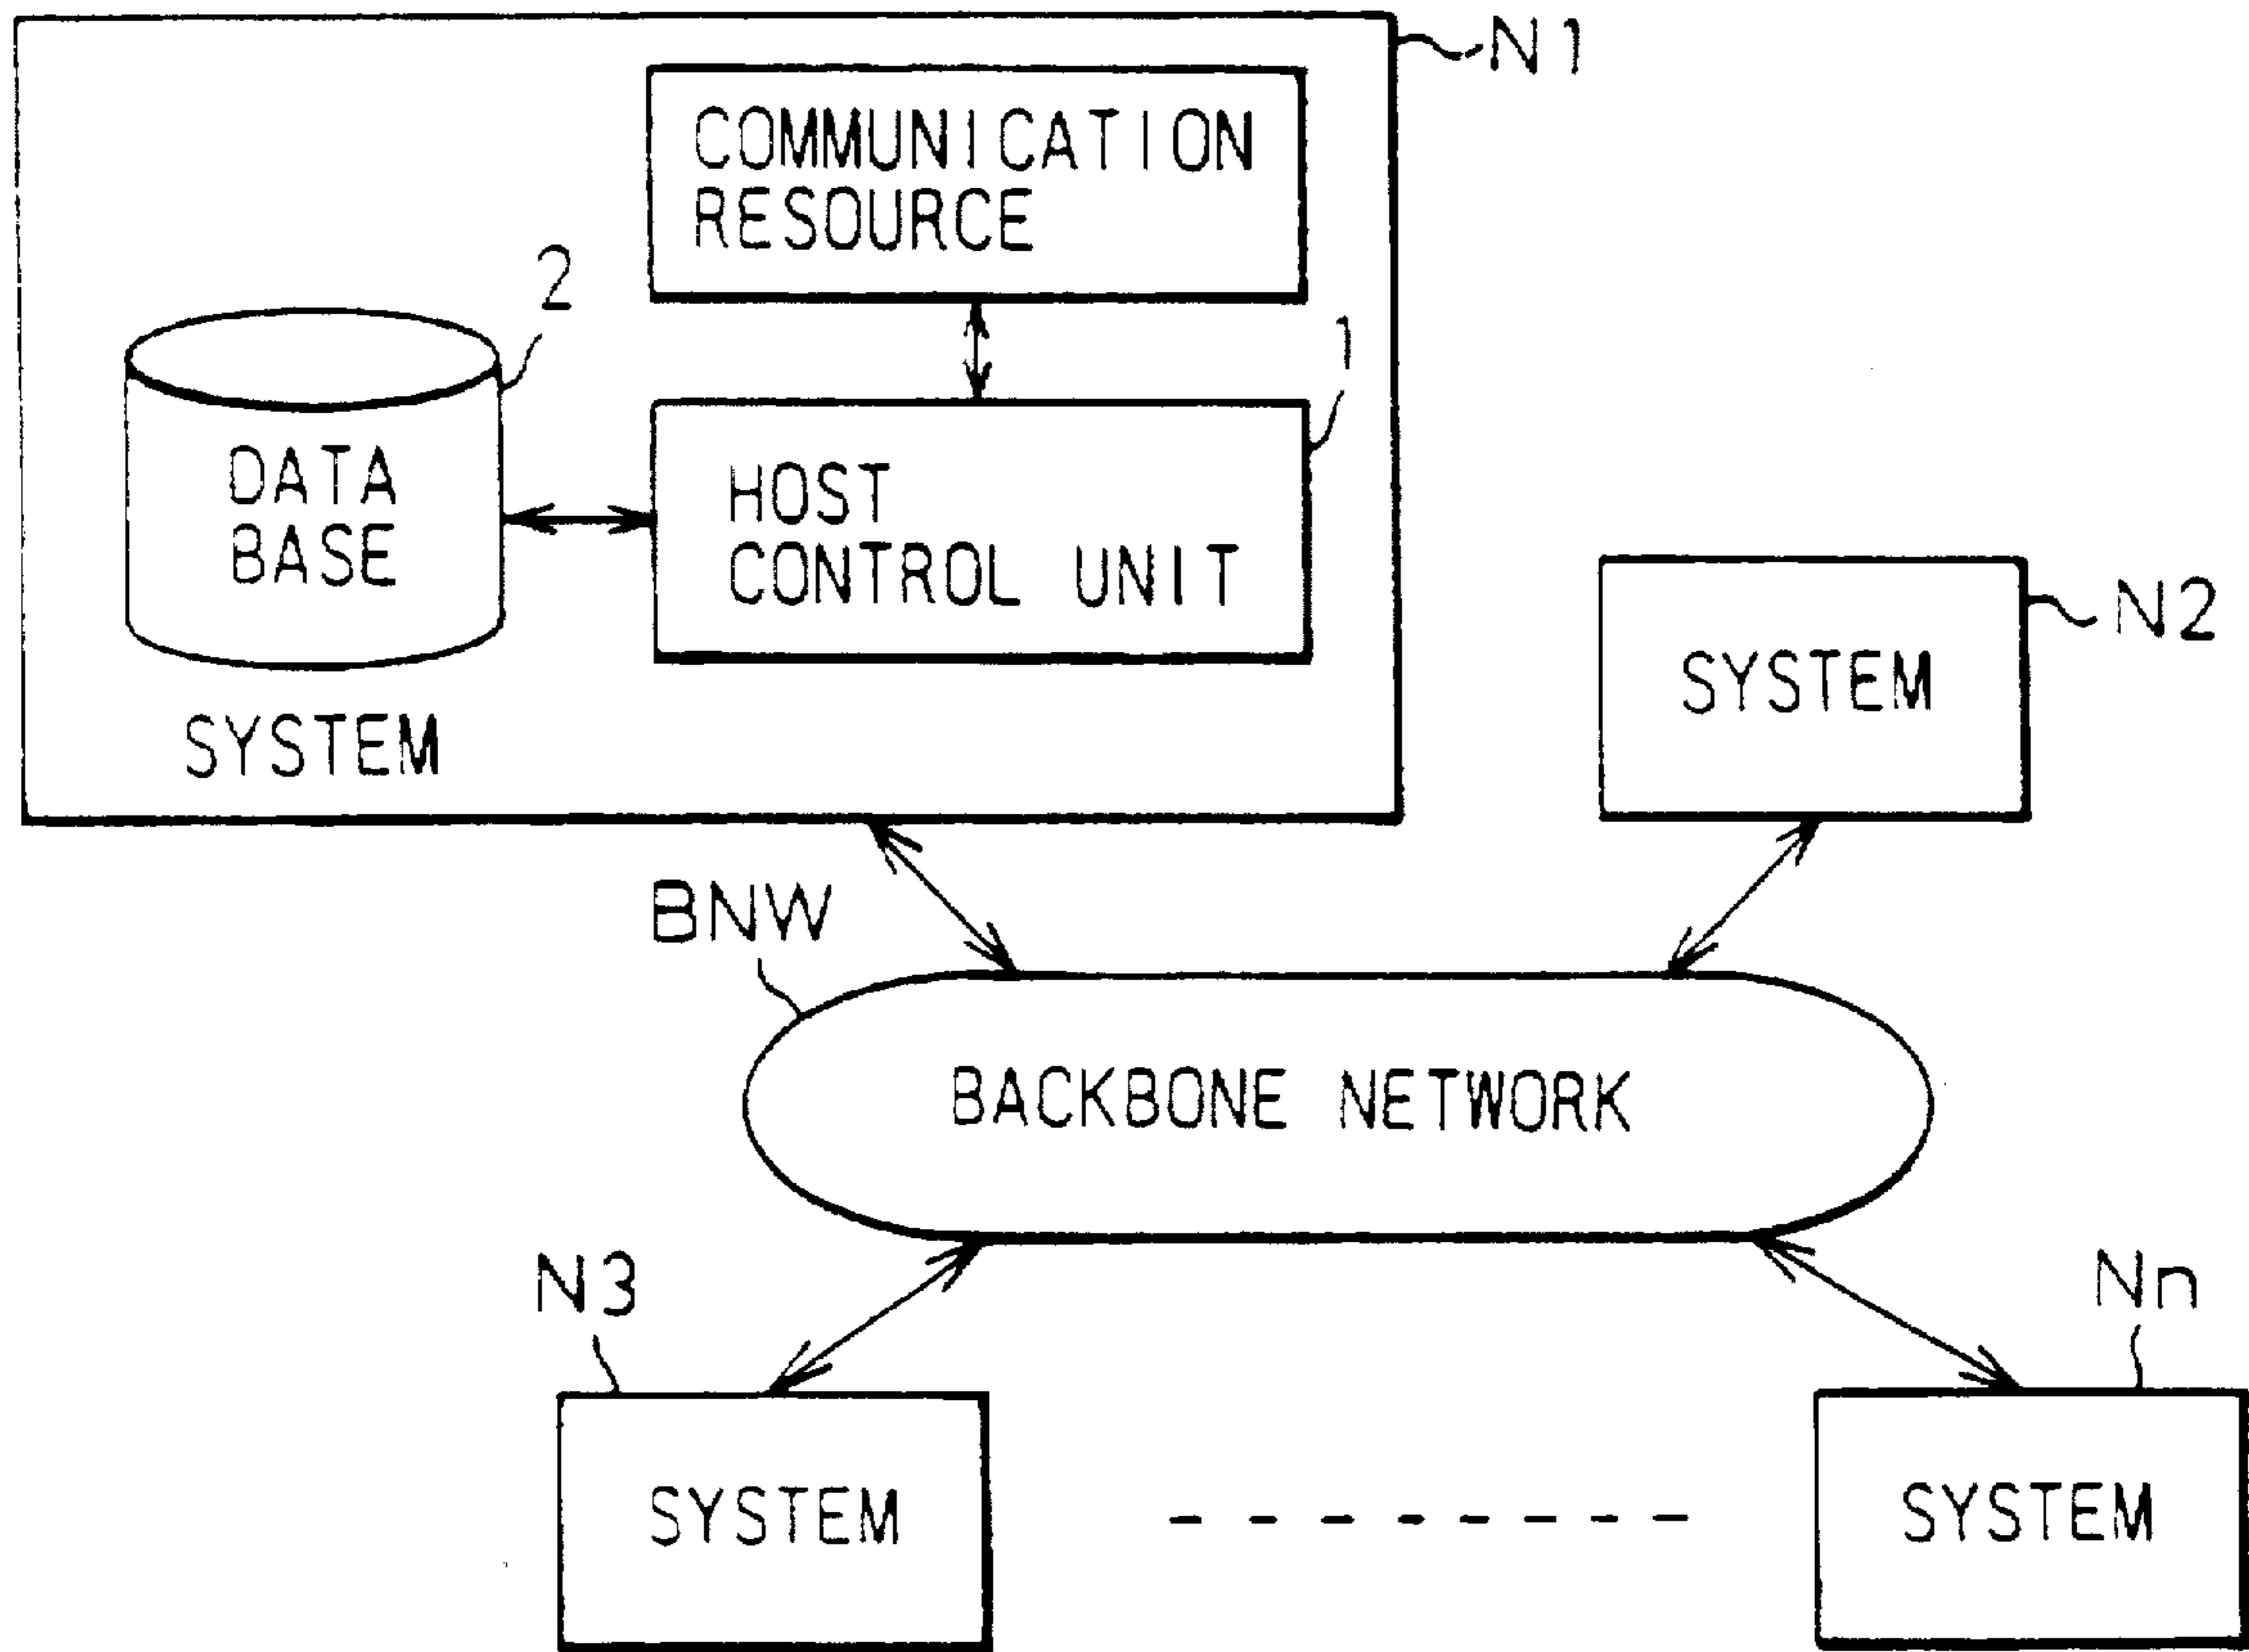 N1
COMMUNICATION
RESOURCE
2
1
DATA
BASE
HOST
CONTROL UNIT
N2
SYSTEM
SYSTEM
BNW
BACKBONE NETWORK
N3
Nn
SYSTEM
SYSTEM